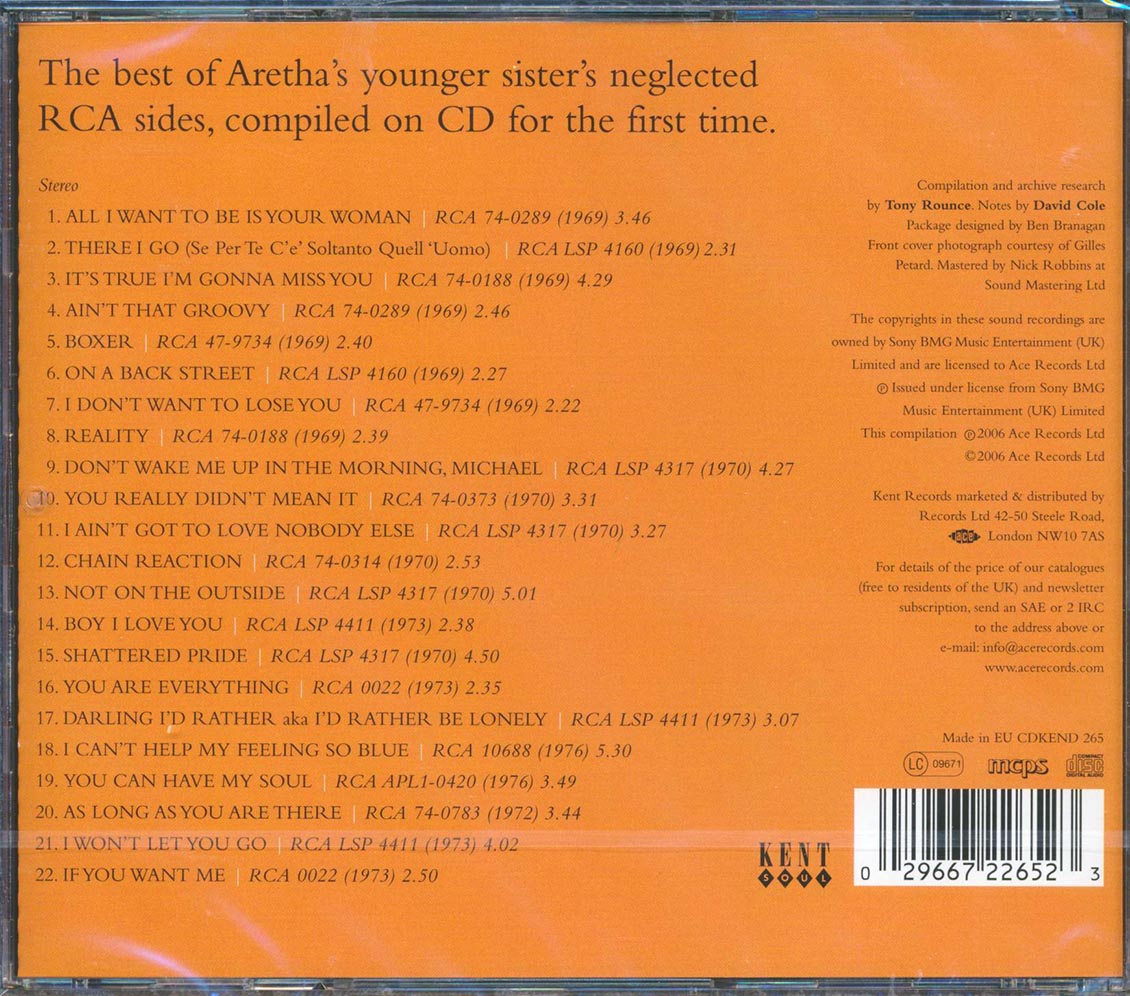 The best of Aretha's younger sister's neglected
RCA sides, compiled on CD for the first time.
Stereo
1. ALL I WANT TO BE IS YOUR WOMAN | RCA 74-0289 (1969) 3.46
2. THERE I GO (Se Per Te C'e' Soltanto Quell 'Uomo) | RCA LSP 4160 (1969) 2.31
3. IT'S TRUE I'M GONNA MISS YOU | RCA 74-0188 (1969) 4.29
4. AIN'T THAT GROOVY | RCA 74-0289 (1969) 2.46
5. BOXER | RCA 47-9734 (1969) 2.40
6. ON A BACK STREET | RCA LSP 4160 (1969) 2.27
7. I DON'T WANT TO LOSE YOU | RCA 47-9734 (1969) 2.22
8. REALITY | RCA 74-0188 (1969) 2.39
9. DON'T WAKE ME UP IN THE MORNING, MICHAEL | RCA LSP 4317 (1970) 4.27
10. YOU REALLY DIDN'T MEAN IT | RCA 74-0373 (1970) 3.31
11. I AIN'T GOT TO LOVE NOBODY ELSE | RCA LSP 4317 (1970) 3.27
12. CHAIN REACTION | RCA 74-0314 (1970) 2.53
13. NOT ON THE OUTSIDE | RCA LSP 4317 (1970) 5.01
14. BOY I LOVE YOU | RCA LSP 4411 (1973) 2.38
15. SHATTERED PRIDE | RCA LSP 4317 (1970) 4.50
16. YOU ARE EVERYTHING | RCA 0022 (1973) 2.35
17. DARLING I'D RATHER aka I'D RATHER BE LONELY | RCA LSP 4411 (1973) 3.07
18. I CAN'T HELP MY FEELING SO BLUE | RCA 10688 (1976) 5.30
19. YOU CAN HAVE MY SOUL | RCA APL1-0420 (1976) 3.49
20. AS LONG AS YOU ARE THERE | RCA 74-0783 (1972) 3.44
21. I WON'T LET YOU GO | RCA LSP 4411 (1973) 4.02
22. IF YOU WANT ME | RCA 0022 (1973) 2.50
Compilation and archive research
by Tony Rounce. Notes by David Cole
Package designed by Ben Branagan
Front cover photograph courtesy of Gilles
Petard. Mastered by Nick Robbins at
Sound Mastering Ltd
The copyrights in these sound recordings are
owned by Sony BMG Music Entertainment (UK)
Limited and are licensed to Ace Records Ltd
℗ Issued under license from Sony BMG
Music Entertainment (UK) Limited
This compilation ℗ 2006 Ace Records Ltd
© 2006 Ace Records Ltd
Kent Records marketed & distributed by
Records Ltd 42-50 Steele Road,
ace London NW10 7AS
For details of the price of our catalogues
(free to residents of the UK) and newsletter
subscription, send an SAE or 2 IRC
to the address above or
e-mail: info@acerecords.com
www.acerecords.com
Made in EU CDKEND 265
LC 09671 mcps COMPACT disc DIGITAL AUDIO
KENT
SOUL
0 29667 22652 3